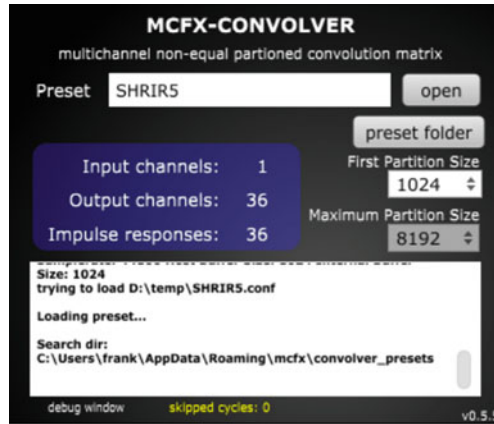 MCFX-CONVOLVER
multichannel non-equal partioned convolution matrix
Preset SHRIR5 open
preset folder
Input channels: 1
Output channels: 36
Impulse responses: 36
First Partition Size
1024
Maximum Partition Size
8192
Size: 1024
trying to load D:\temp\SHRIR5.conf
Loading preset...
Search dir:
C:\Users\frank\AppData\Roaming\mcfx\convolver_presets
debug window skipped cycles: 0